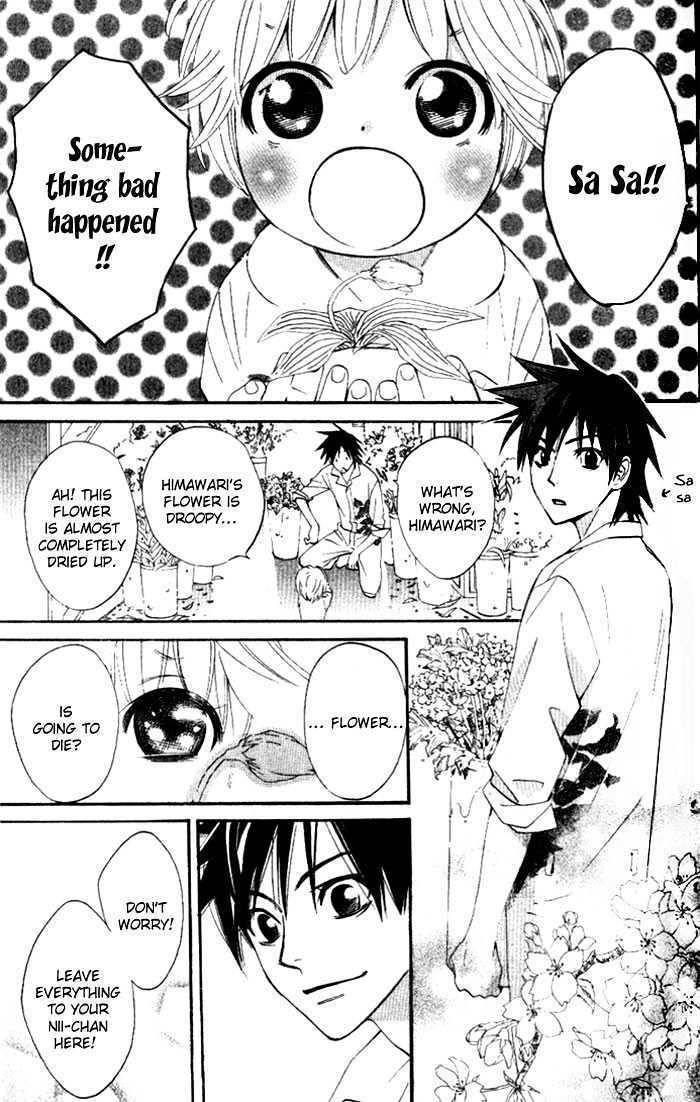 Sa Sa!!
Some-
thing bad
happened
!!
Sa
sa
WHAT'S
WRONG,
HIMAWARI?
HIMAWARI'S
FLOWER IS
DROOPY...
AH! THIS
FLOWER
IS ALMOST
COMPLETELY
DRIED UP.
... FLOWER...
IS
GOING TO
DIE?
DON'T
WORRY!
LEAVE
EVERYTHING
TO YOUR
NII-CHAN
HERE!